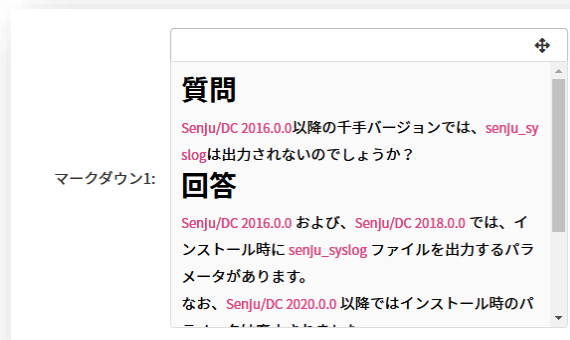 質問
Senju/DC 2016.0.0以降の千手バージョンでは、senju_sy
slogは出力されないのでしょうか？
マークダウン1:
回答
Senju/DC 2016.0.0 および、Senju/DC 2018.0.0 では、イ
ンストール時に senju_syslog ファイルを出力するパラ
メータがあります。
なお、Senju/DC 2020.0.0 以降ではインストール時のパ